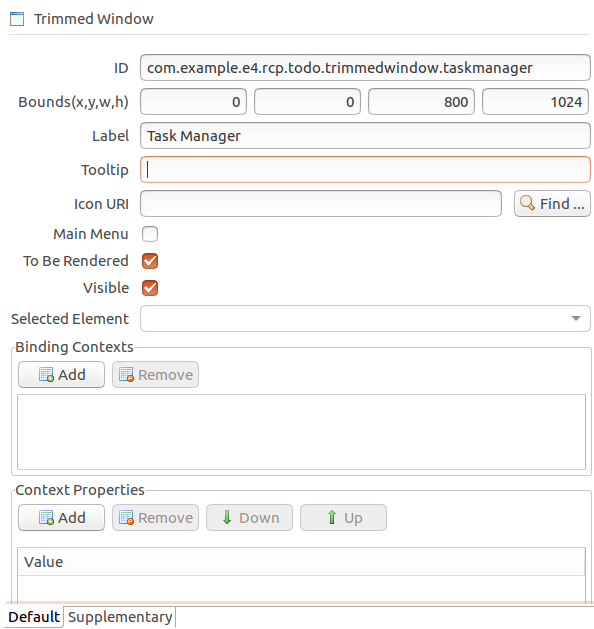 Trimmed Window
ID com.example.e4.rcp.todo.trimmedwindow.taskmanager
Bounds(x,y,w,h) 0 0 800 1024
Label Task Manager
Tooltip
Icon URI Find ...
Main Menu
To Be Rendered
Visible
Selected Element
Binding Contexts
Add Remove
Context Properties
Add Remove Down Up
Value
Default Supplementary